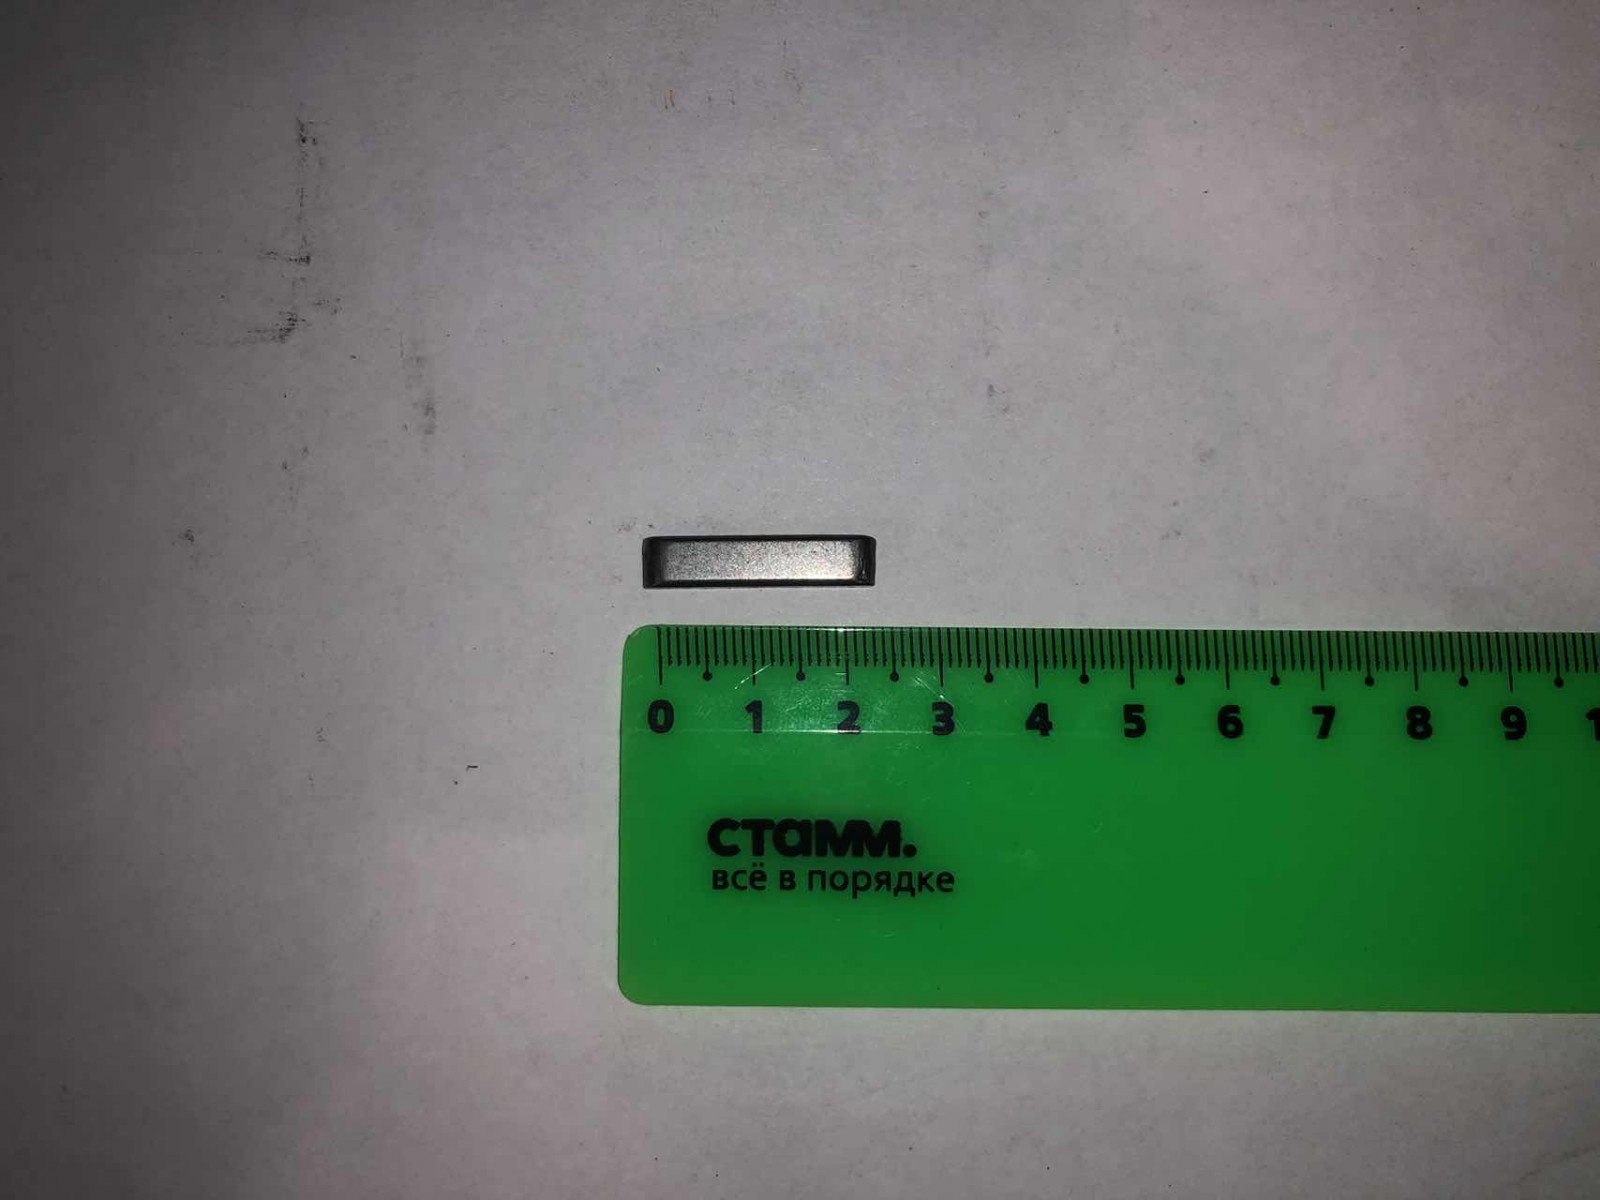 0 1 2 3 4 5 6 7 8 9
стамм.
всё в порядке